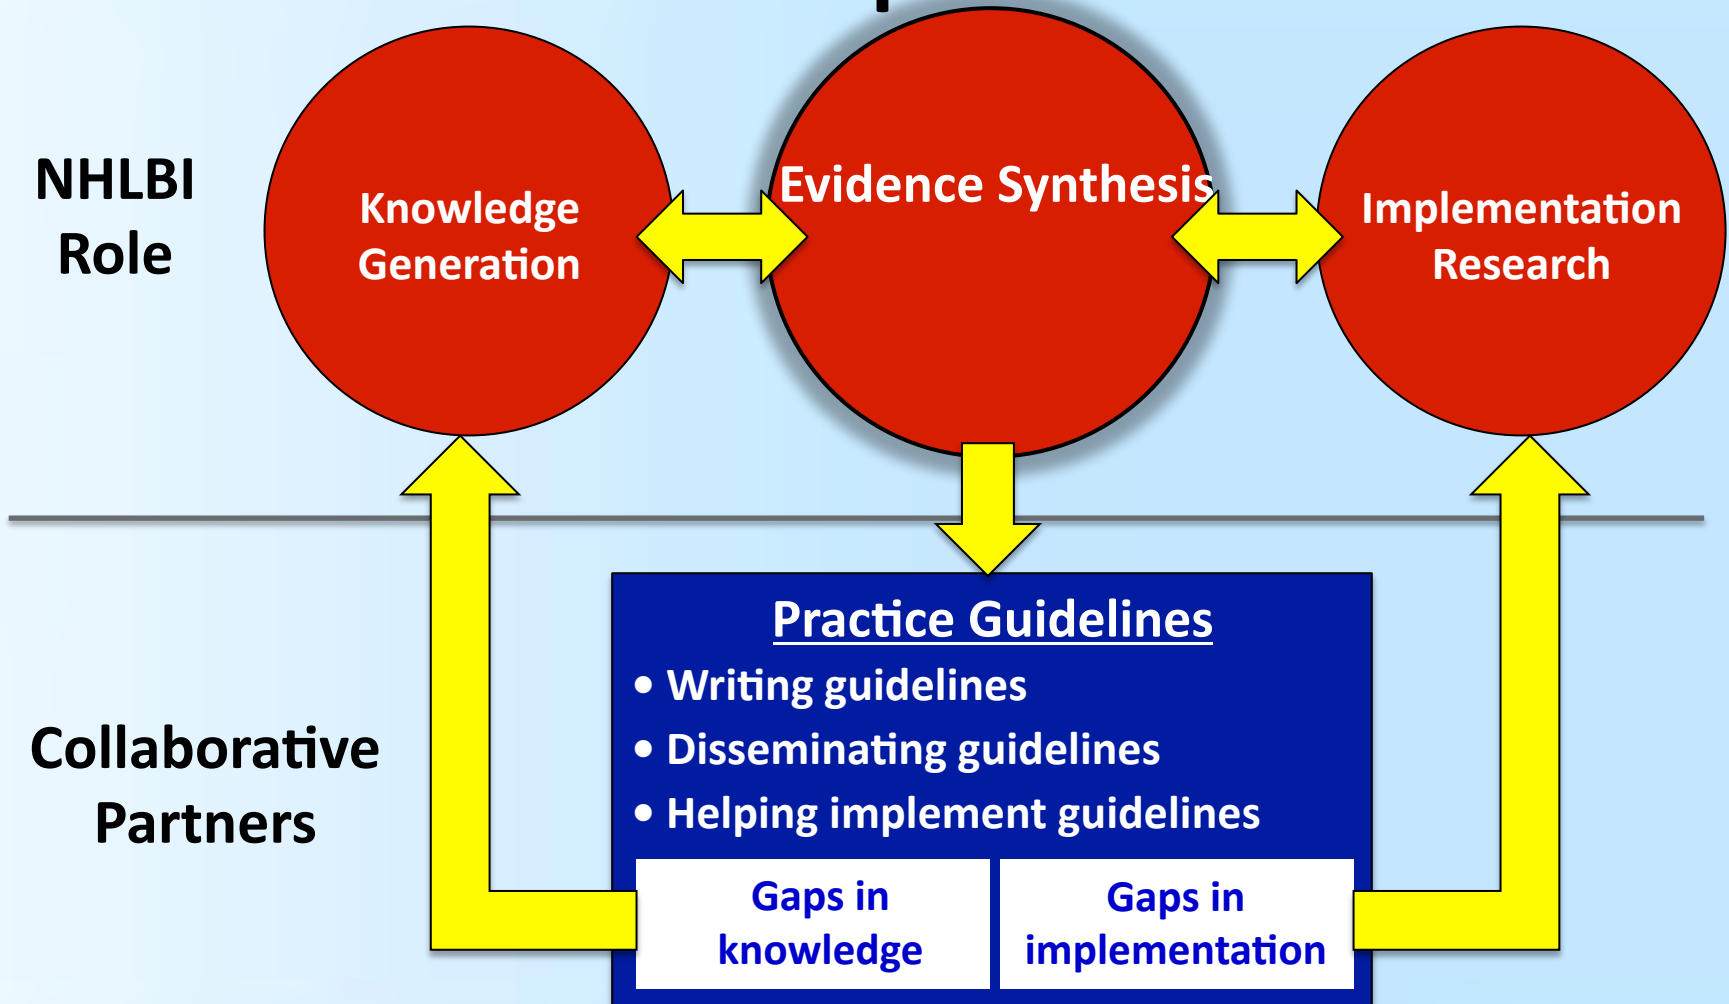 NHLBI
Role
Knowledge
Generation
Evidence Synthesis
Implementation
Research
Collaborative
Partners
Practice Guidelines
• Writing guidelines
• Disseminating guidelines
• Helping implement guidelines
Gaps in
knowledge
Gaps in
implementation